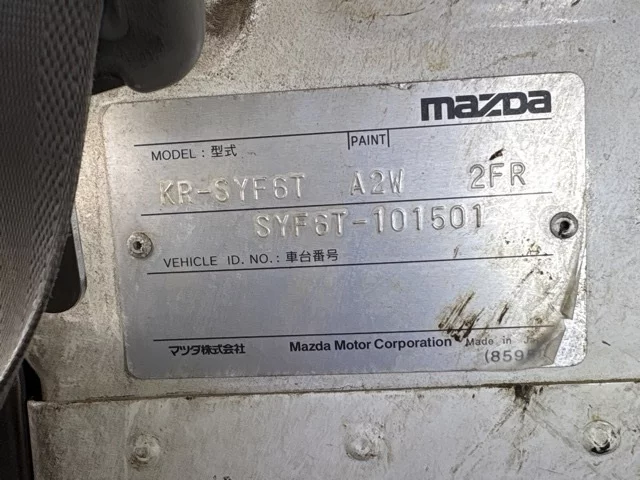 mazDa
MODEL : 型式 PAINT
KR-SYF6T A2W 2FR
SYF6T-101501
VEHICLE ID. NO. : 車台番号
マツダ株式会社 Mazda Motor Corporation Made in